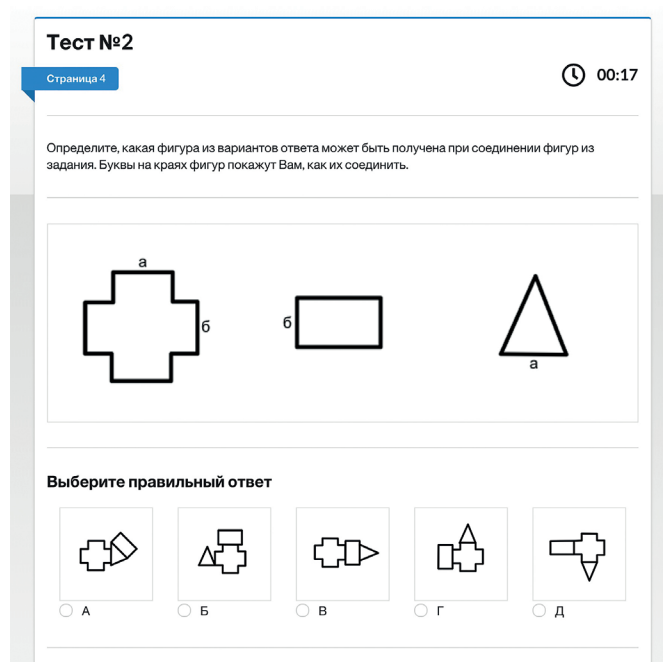 Тест №2
Страница 4
00:17
Определите, какая фигура из вариантов ответа может быть получена при соединении фигур из
задания. Буквы на краях фигур покажут Вам, как их соединить.
а
б
б
а
Выберите правильный ответ
А
Б
В
Г
Д